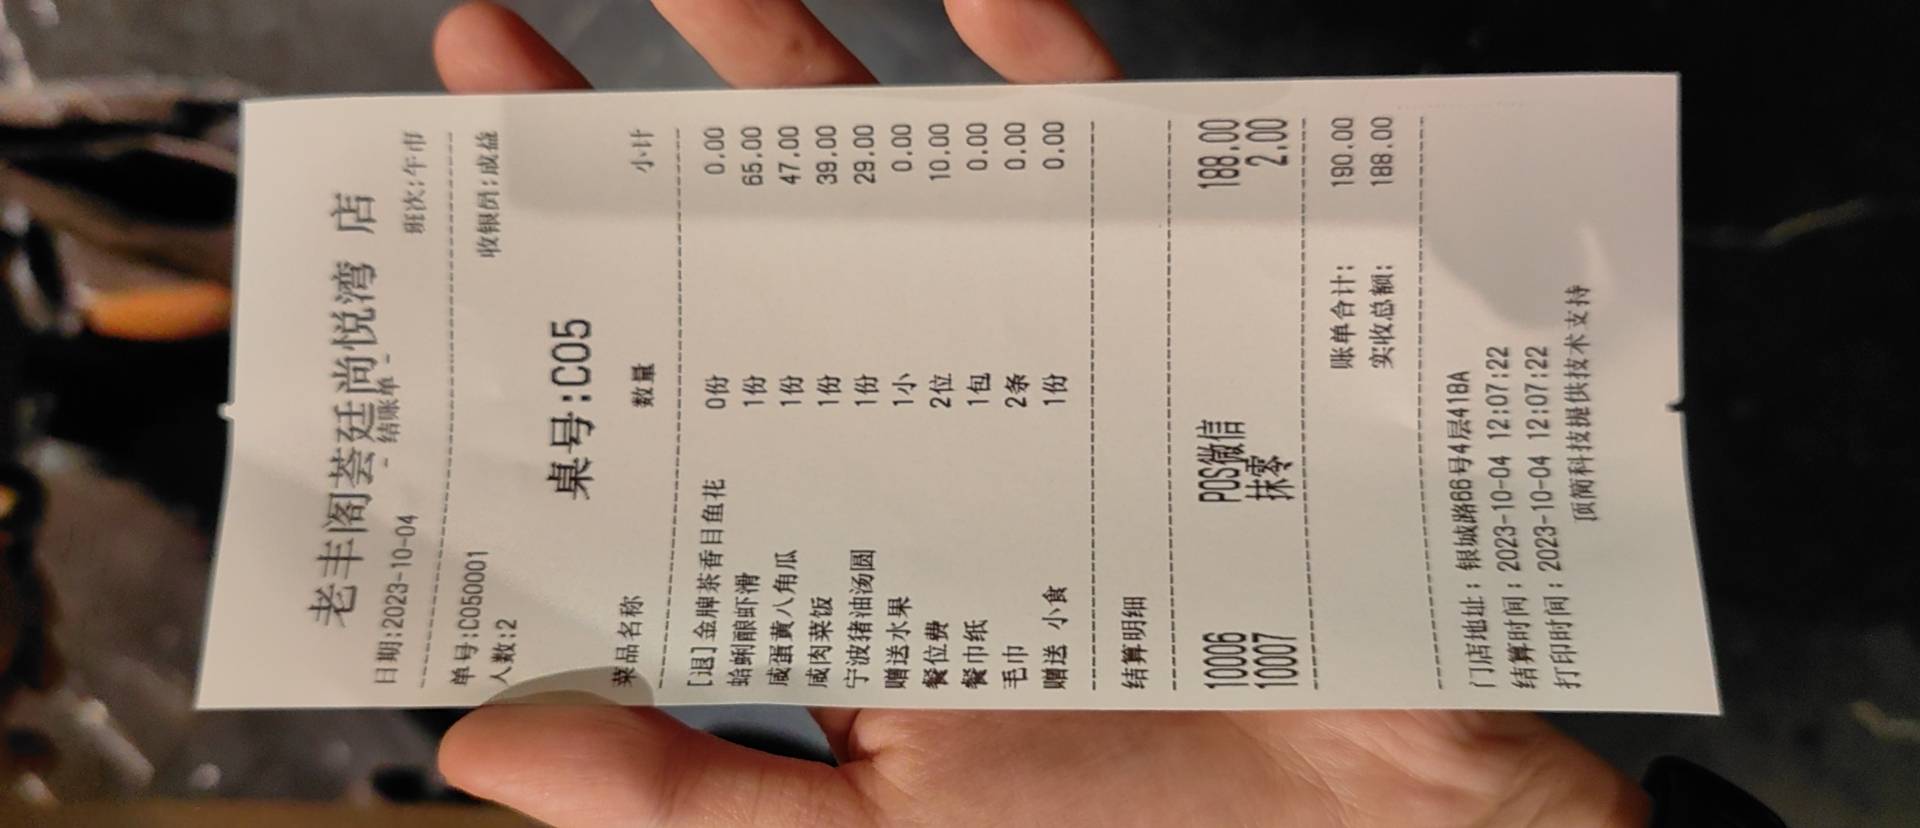 老丰阁荟廷尚悦湾 店
- 结账单 -
日期:2023-10-04 班次:午市
单号:C050001 收银员:成益
人数:2
桌号:C05
菜品名称 数量 小计
[退]金牌茶香目鱼花 0份 0.00
蛤蜊酿虾滑 1份 65.00
咸蛋黄八角瓜 1份 47.00
咸肉菜饭 1份 39.00
宁波猪油汤圆 1份 29.00
赠送水果 1小 0.00
餐位费 2位 10.00
餐巾纸 1包 0.00
毛巾 2条 0.00
赠送 小食 1份 0.00
结算明细
10006 POS微信 188.00
10007 抹零 2.00
账单合计: 190.00
实收总额: 188.00
门店地址:银城路66号4层41BA
结算时间:2023-10-04 12:07:22
打印时间:2023-10-04 12:07:22
顶简科技提供技术支持